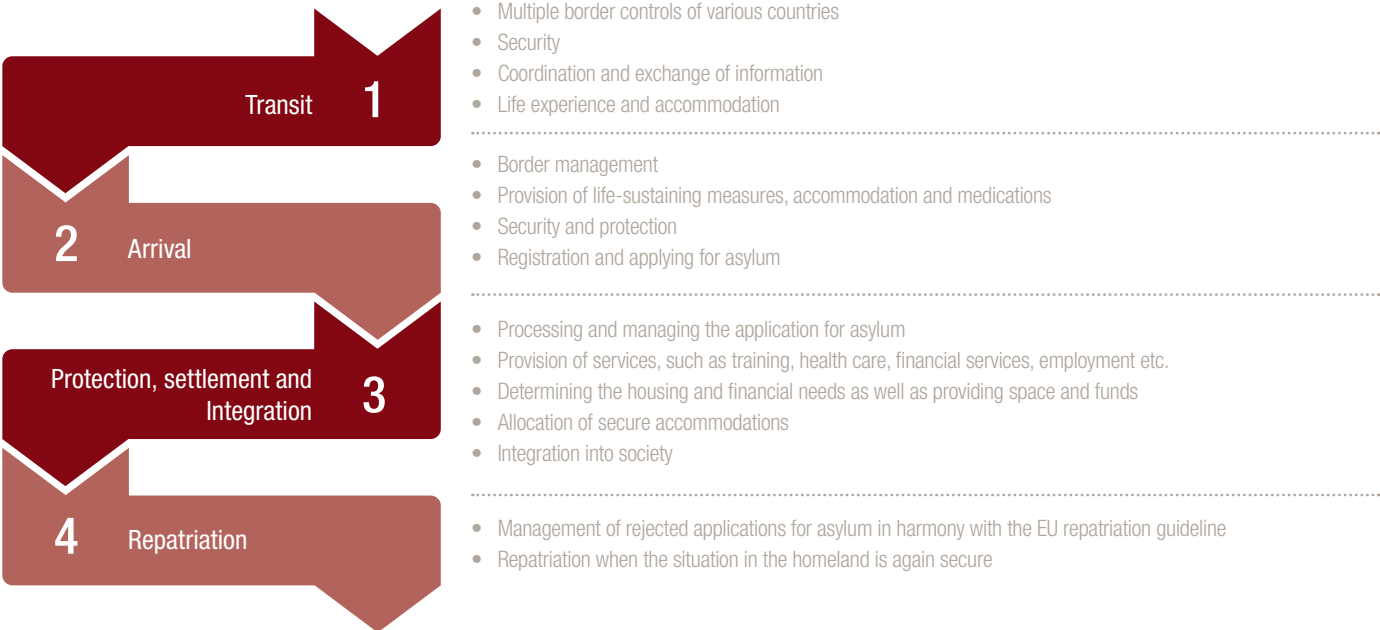 Transit 1
• Multiple border controls of various countries
• Security
• Coordination and exchange of information
• Life experience and accommodation
2 Arrival
• Border management
• Provision of life-sustaining measures, accommodation and medications
• Security and protection
• Registration and applying for asylum
Protection, settlement and
Integration 3
• Processing and managing the application for asylum
• Provision of services, such as training, health care, financial services, employment etc.
• Determining the housing and financial needs as well as providing space and funds
• Allocation of secure accommodations
• Integration into society
4 Repatriation
• Management of rejected applications for asylum in harmony with the EU repatriation guideline
• Repatriation when the situation in the homeland is again secure